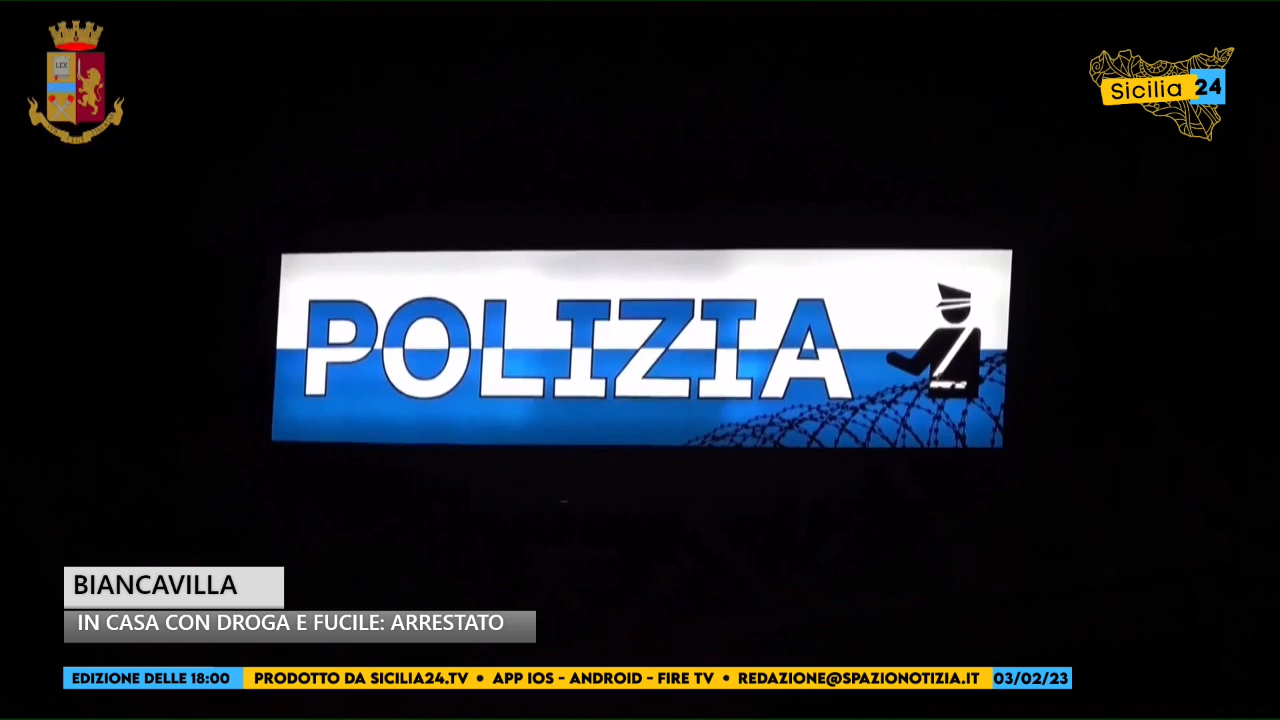 LEX
Sicilia 24
POLIZIA
BIANCAVILLA
IN CASA CON DROGA E FUCILE: ARRESTATO
EDIZIONE DELLE 18:00 PRODOTTO DA SICILIA24.TV • APP IOS - ANDROID - FIRE TV • REDAZIONE@SPAZIONOTIZIA.IT 03/02/23